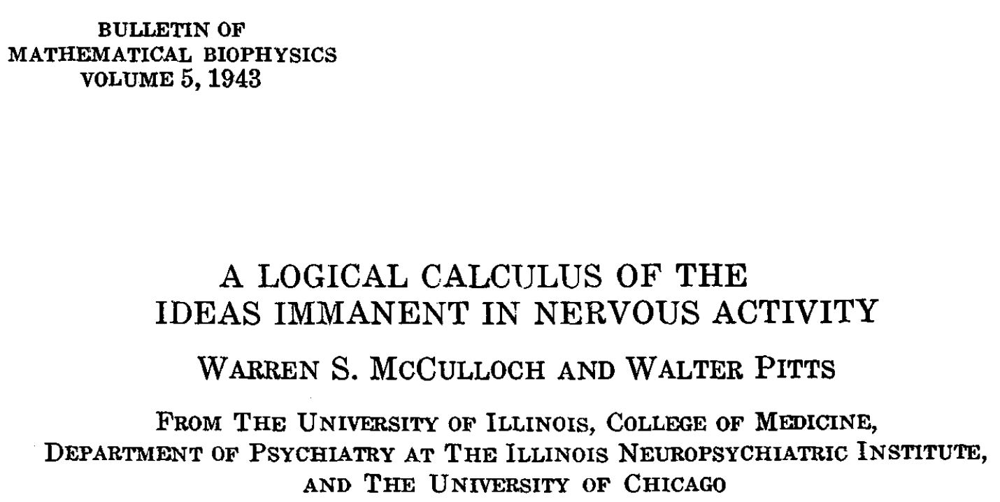 BULLETIN OF
MATHEMATICAL BIOPHYSICS
VOLUME 5, 1943
A LOGICAL CALCULUS OF THE
IDEAS IMMANENT IN NERVOUS ACTIVITY
WARREN S. MCCULLOCH AND WALTER PITTS
FROM THE UNIVERSITY OF ILLINOIS, COLLEGE OF MEDICINE,
DEPARTMENT OF PSYCHIATRY AT THE ILLINOIS NEUROPSYCHIATRIC INSTITUTE,
AND THE UNIVERSITY OF CHICAGO